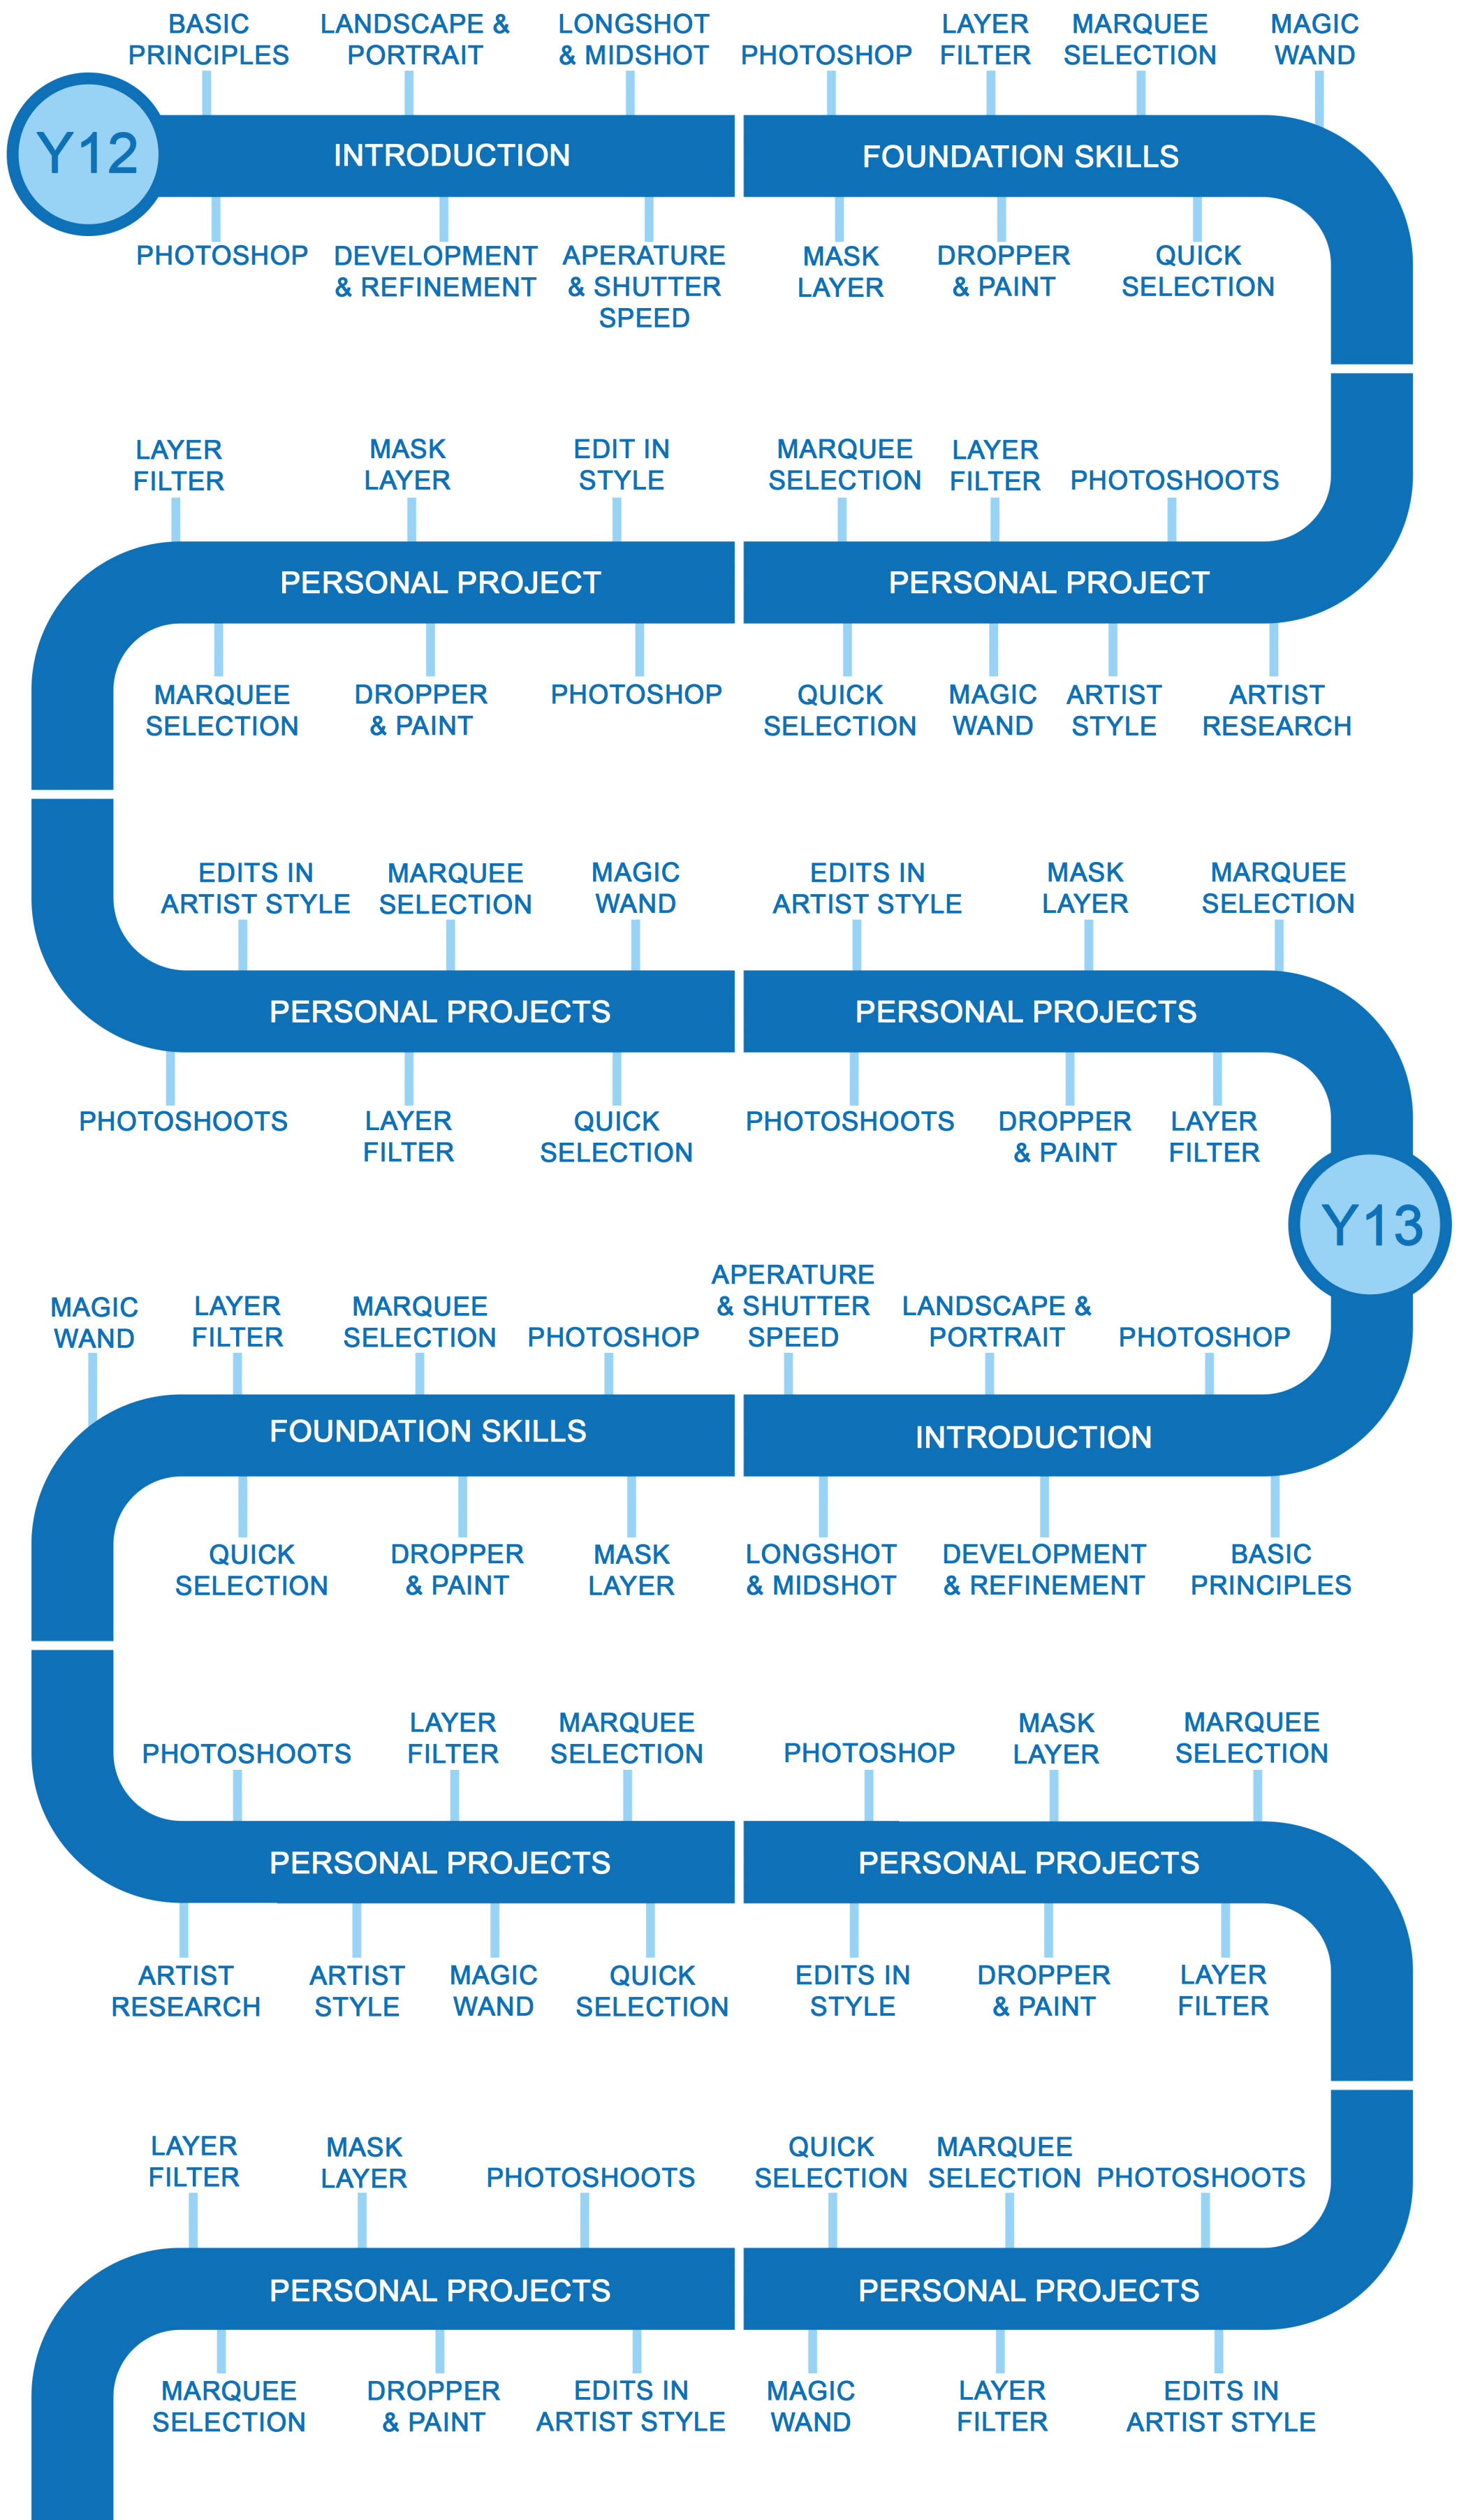 BASIC
PRINCIPLES
LANDSCAPE &
PORTRAIT
LONGSHOT
& MIDSHOT
PHOTOSHOP
LAYER
FILTER
MARQUEE
SELECTION
MAGIC
WAND
Y12
INTRODUCTION
FOUNDATION SKILLS
PHOTOSHOP
DEVELOPMENT
& REFINEMENT
APERATURE
& SHUTTER
SPEED
MASK
LAYER
DROPPER
& PAINT
QUICK
SELECTION
LAYER
FILTER
MASK
LAYER
EDIT IN
STYLE
MARQUEE
SELECTION
LAYER
FILTER
PHOTOSHOOTS
PERSONAL PROJECT
PERSONAL PROJECT
MARQUEE
SELECTION
DROPPER
& PAINT
PHOTOSHOP
QUICK
SELECTION
MAGIC
WAND
ARTIST
STYLE
ARTIST
RESEARCH
EDITS IN
ARTIST STYLE
MARQUEE
SELECTION
MAGIC
WAND
EDITS IN
ARTIST STYLE
MASK
LAYER
MARQUEE
SELECTION
PERSONAL PROJECTS
PERSONAL PROJECTS
PHOTOSHOOTS
LAYER
FILTER
QUICK
SELECTION
PHOTOSHOOTS
DROPPER
& PAINT
LAYER
FILTER
Y13
MAGIC
WAND
LAYER
FILTER
MARQUEE
SELECTION
PHOTOSHOP
APERATURE
& SHUTTER
SPEED
LANDSCAPE &
PORTRAIT
PHOTOSHOP
FOUNDATION SKILLS
INTRODUCTION
QUICK
SELECTION
DROPPER
& PAINT
MASK
LAYER
LONGSHOT
& MIDSHOT
DEVELOPMENT
& REFINEMENT
BASIC
PRINCIPLES
PHOTOSHOOTS
LAYER
FILTER
MARQUEE
SELECTION
PHOTOSHOP
MASK
LAYER
MARQUEE
SELECTION
PERSONAL PROJECTS
PERSONAL PROJECTS
ARTIST
RESEARCH
ARTIST
STYLE
MAGIC
WAND
QUICK
SELECTION
EDITS IN
STYLE
DROPPER
& PAINT
LAYER
FILTER
LAYER
FILTER
MASK
LAYER
PHOTOSHOOTS
QUICK
SELECTION
MARQUEE
SELECTION
PHOTOSHOOTS
PERSONAL PROJECTS
PERSONAL PROJECTS
MARQUEE
SELECTION
DROPPER
& PAINT
EDITS IN
ARTIST STYLE
MAGIC
WAND
LAYER
FILTER
EDITS IN
ARTIST STYLE